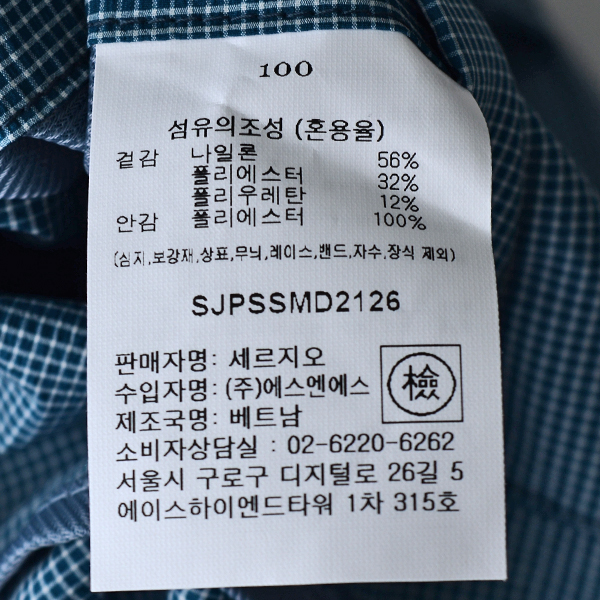 100
섬유의조성 (혼용율)
겉감 나일론 56%
폴리에스터 32%
폴리우레탄 12%
안감 폴리에스터 100%
(심지,보강재,상표,무늬,레이스,밴드,자수,장식 제외)
SJPSSMD2126
판매자명: 세르지오
수입자명: (주)에스엔에스
제조국명: 베트남
檢
소비자상담실 : 02-6220-6262
서울시 구로구 디지털로 26길 5
에이스하이엔드타워 1차 315호